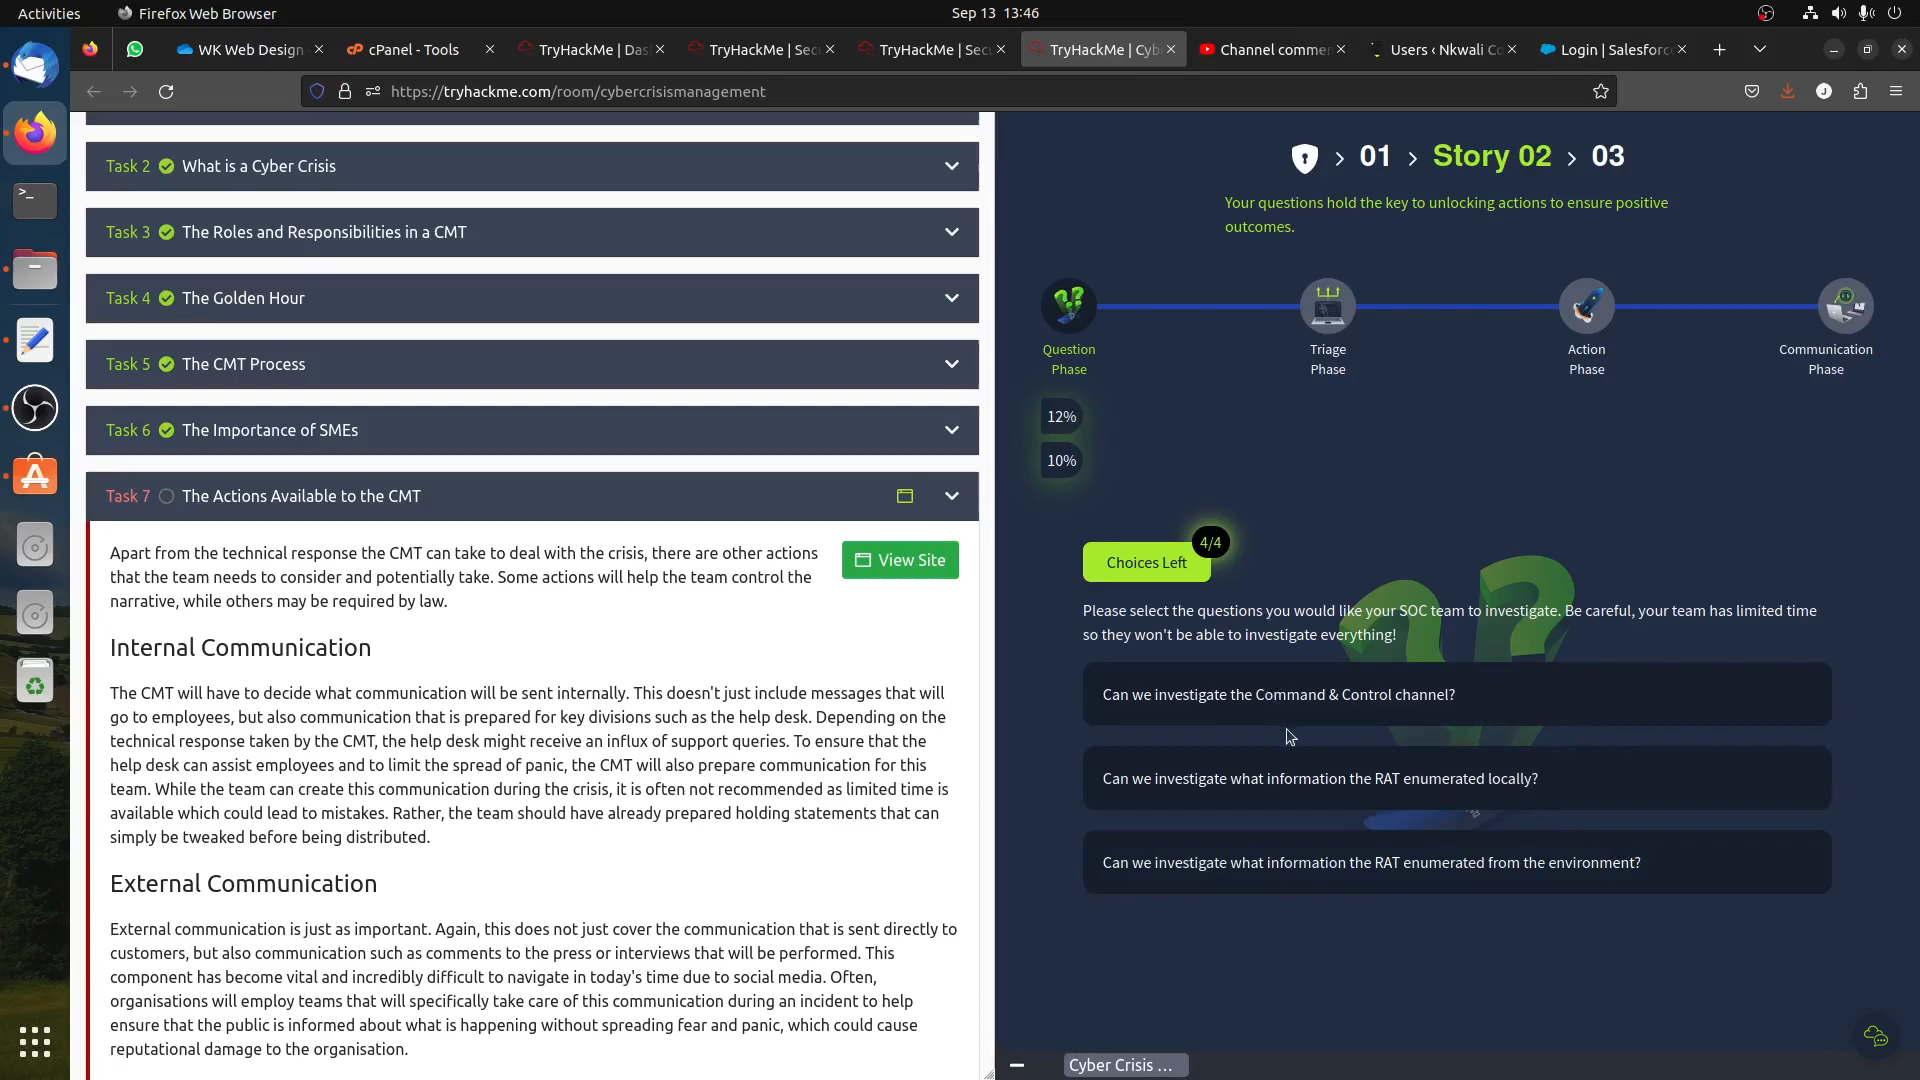 Activities
Firefox Web Browser
Sep 13 13:46
WK Web Design
cPanel - Tools
TryHackMe | Das
TryHackMe | Secu
TryHackMe | Secu
TryHackMe | Cybe
Channel commen
Users ‹ Nkwali Co
Login | Salesforce
https://tryhackme.com/room/cybercrisismanagement
J
Task 2 What is a Cyber Crisis
Task 3 The Roles and Responsibilities in a CMT
Task 4 The Golden Hour
Task 5 The CMT Process
Task 6 The Importance of SMEs
Task 7 The Actions Available to the CMT
View Site
Apart from the technical response the CMT can take to deal with the crisis, there are other actions
that the team needs to consider and potentially take. Some actions will help the team control the
narrative, while others may be required by law.
Internal Communication
The CMT will have to decide what communication will be sent internally. This doesn't just include messages that will
go to employees, but also communication that is prepared for key divisions such as the help desk. Depending on the
technical response taken by the CMT, the help desk might receive an influx of support queries. To ensure that the
help desk can assist employees and to limit the spread of panic, the CMT will also prepare communication for this
team. While the team can create this communication during the crisis, it is often not recommended as limited time is
available which could lead to mistakes. Rather, the team should have already prepared holding statements that can
simply be tweaked before being distributed.
External Communication
External communication is just as important. Again, this does not just cover the communication that is sent directly to
customers, but also communication such as comments to the press or interviews that will be performed. This
component has become vital and incredibly difficult to navigate in today's time due to social media. Often,
organisations will employ teams that will specifically take care of this communication during an incident to help
ensure that the public is informed about what is happening without spreading fear and panic, which could cause
reputational damage to the organisation.
01 Story 02 03
Your questions hold the key to unlocking actions to ensure positive
outcomes.
Question
Phase
Triage
Phase
Action
Phase
Communication
Phase
12%
10%
4/4
Choices Left
Please select the questions you would like your SOC team to investigate. Be careful, your team has limited time
so they won't be able to investigate everything!
Can we investigate the Command & Control channel?
Can we investigate what information the RAT enumerated locally?
Can we investigate what information the RAT enumerated from the environment?
Cyber Crisis ...